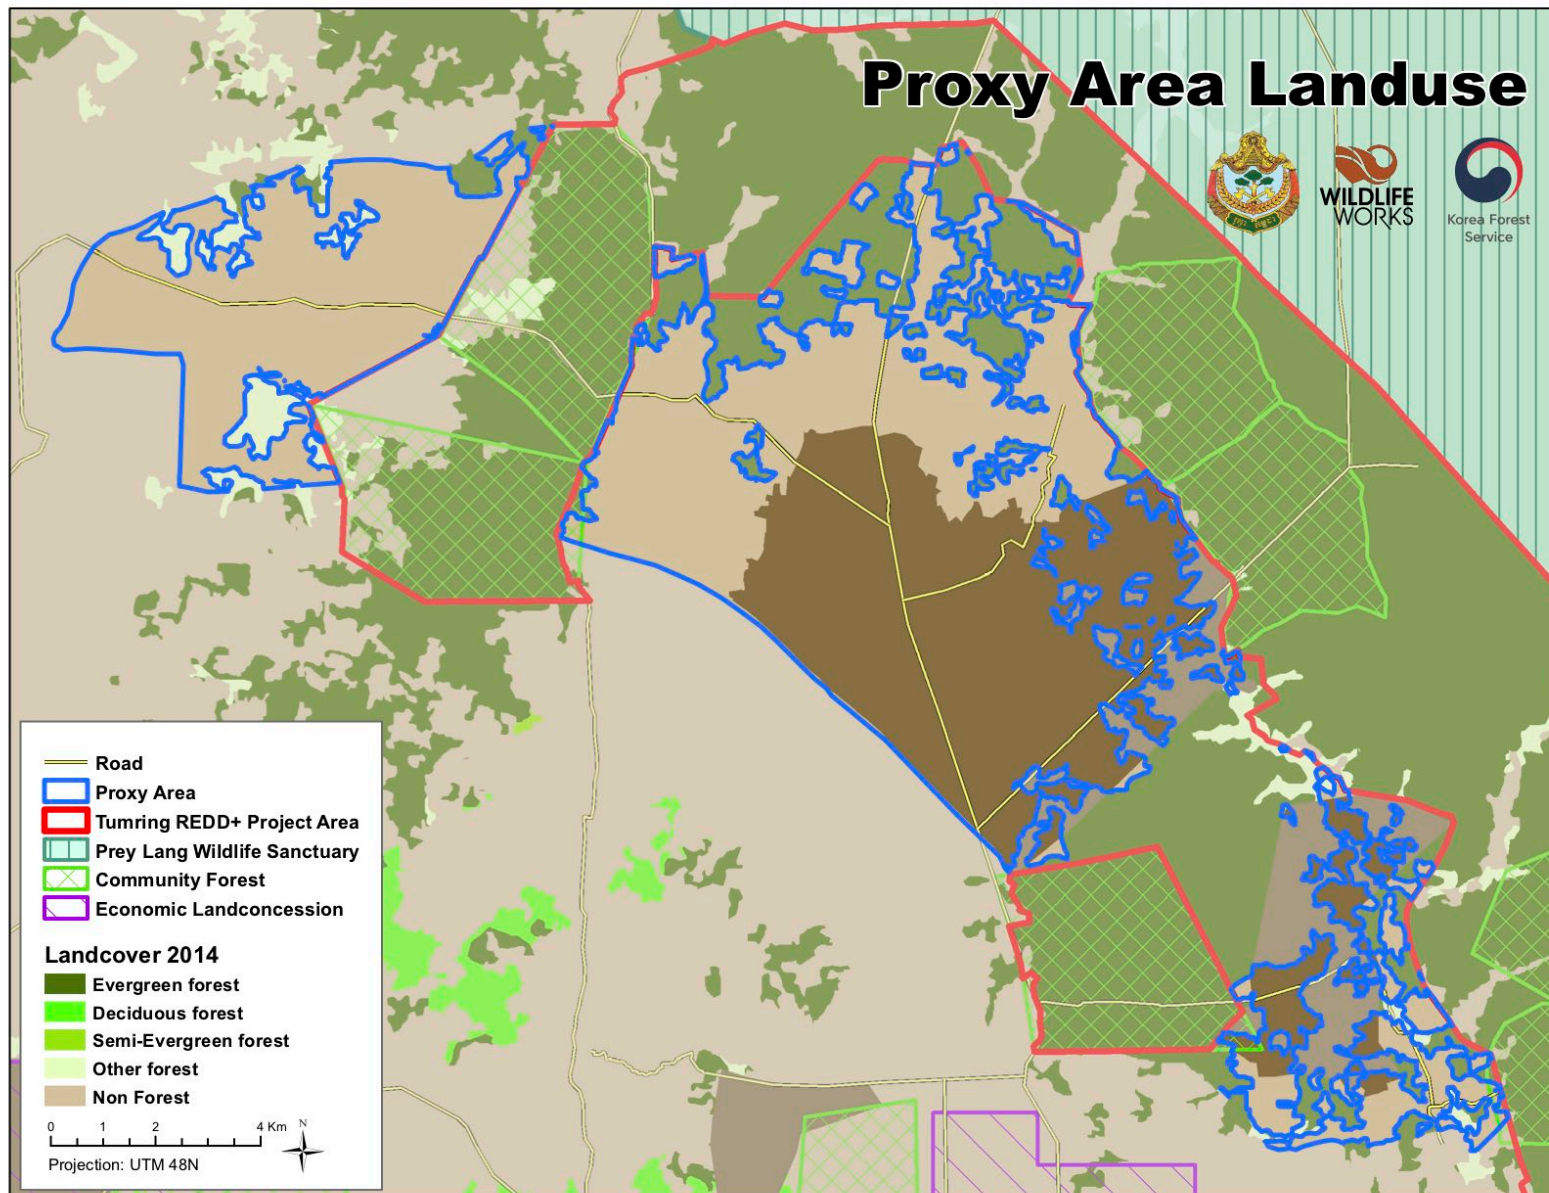 Proxy Area Landuse
WILDLIFE
WORKS
Korea Forest
Service
Road
Proxy Area
Tumring REDD+ Project Area
Prey Lang Wildlife Sanctuary
Community Forest
Economic Landconcession
Landcover 2014
Evergreen forest
Deciduous forest
Semi-Evergreen forest
Other forest
Non Forest
0 1 2 4 Km N
Projection: UTM 48N